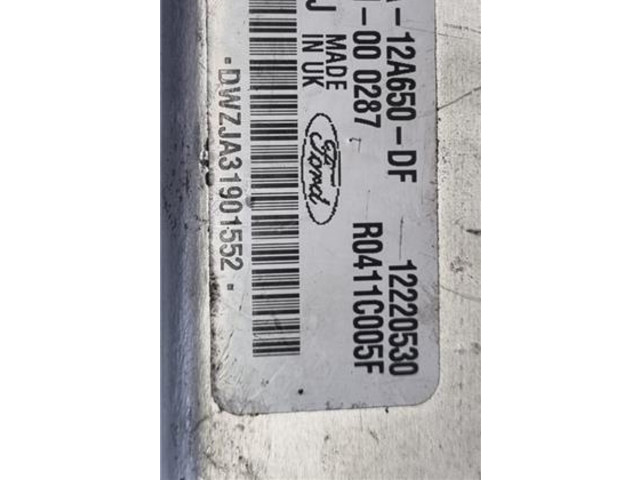 A-12A650-DF 12220530
-00 0287 R0411C005F
J MADE IN UK Ford
·DWZJA31901552·